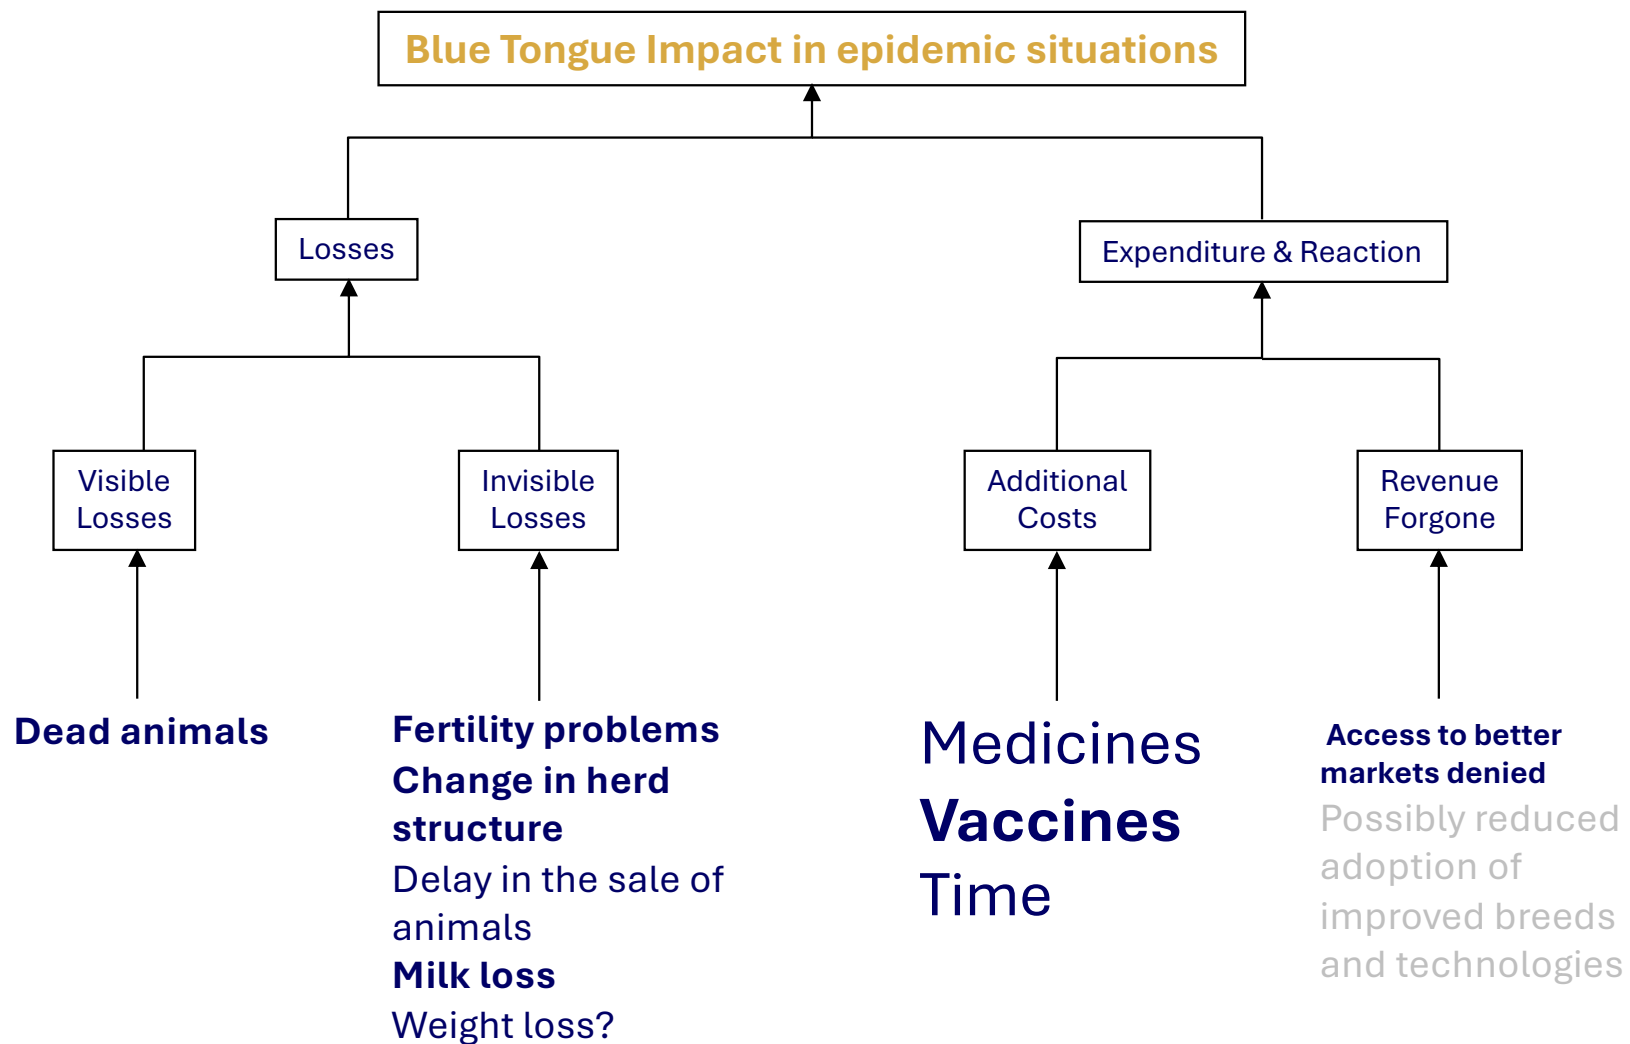 Blue Tongue Impact in epidemic situations
Losses
Expenditure & Reaction
Visible
Losses
Invisible
Losses
Additional
Costs
Revenue
Forgone
Dead animals
Fertility problems
Change in herd
structure
Delay in the sale of
animals
Milk loss
Weight loss?
Medicines
Vaccines
Time
Access to better
markets denied
Possibly reduced
adoption of
improved breeds
and technologies